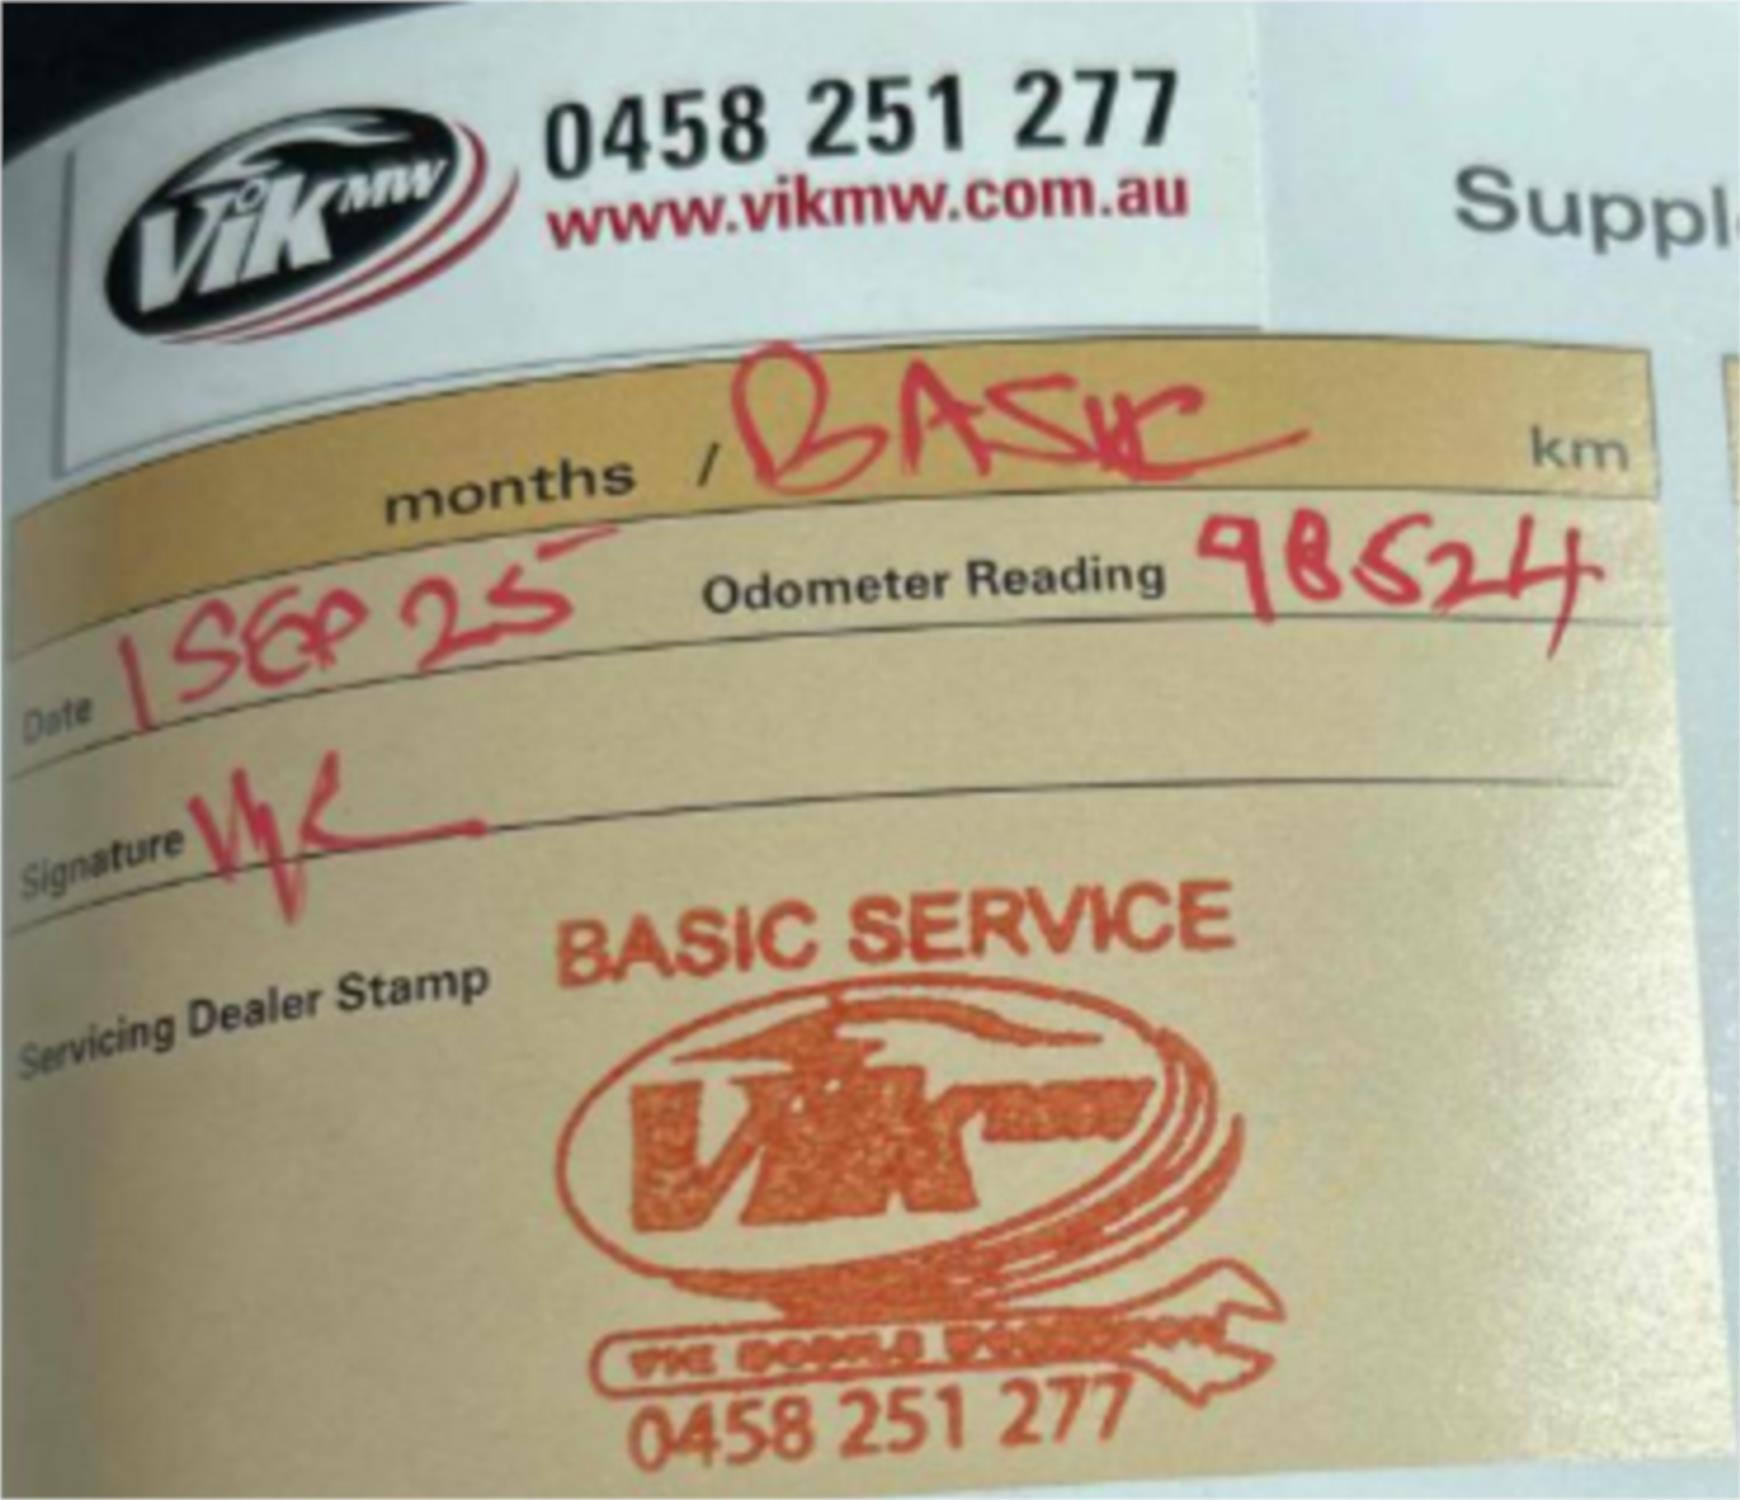 ViK MW
0458 251 277
www.vikmw.com.au
Suppl
months / BASIC km
Date 1 SEP 25 Odometer Reading 98524
Signature
Servicing Dealer Stamp
BASIC SERVICE
ViK MW
0458 251 277